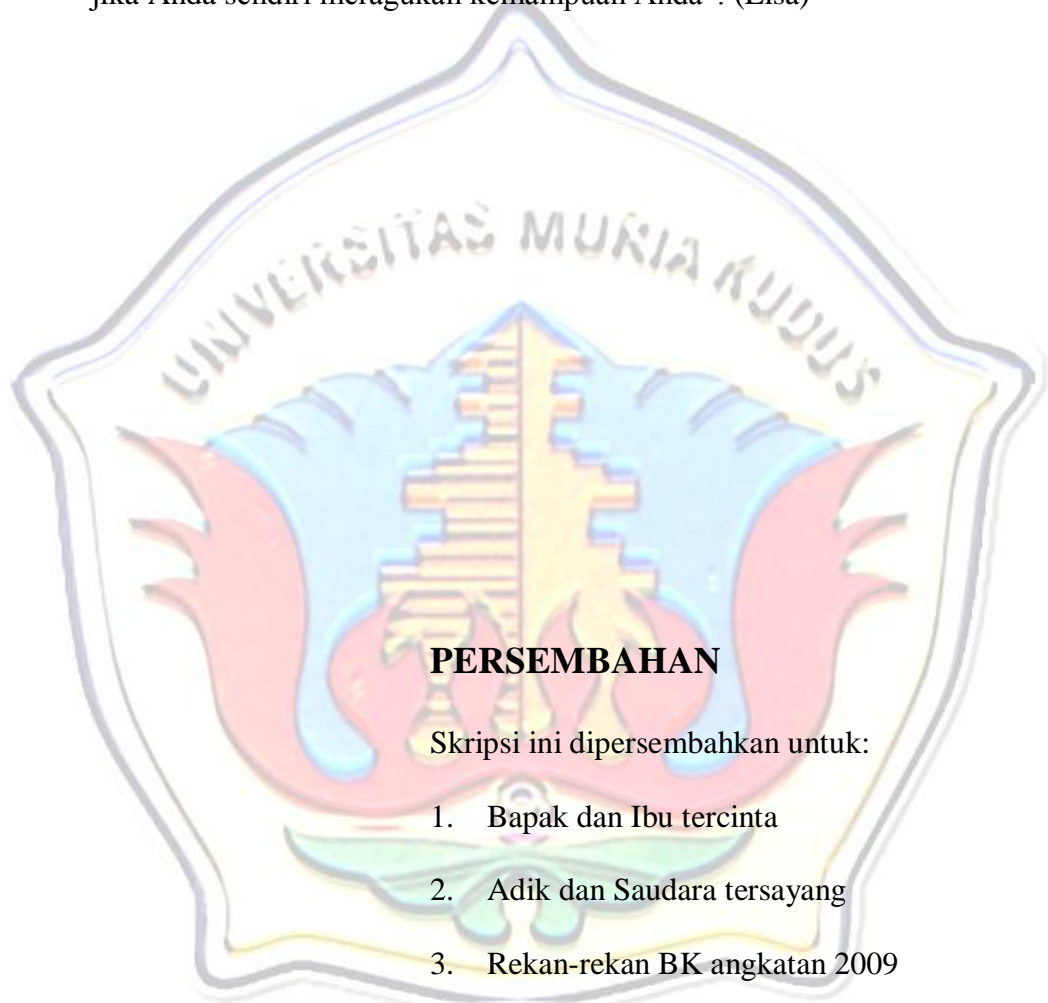 jika Anda sendiri meragukan kemampuan Anda”. (Elsa)
UNIVERSITAS MURIA KUDUS
PERSEMBAHAN
Skripsi ini dipersembahkan untuk:
1. Bapak dan Ibu tercinta
2. Adik dan Saudara tersayang
3. Rekan-rekan BK angkatan 2009